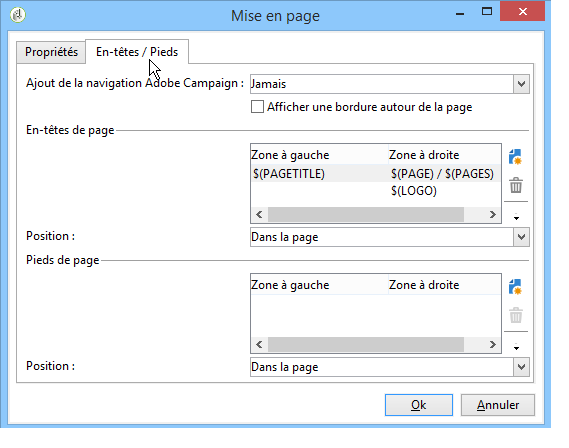 Mise en page
Propriétés En-têtes / Pieds
Ajout de la navigation Adobe Campaign : Jamais
Afficher une bordure autour de la page
En-têtes de page
Zone à gauche Zone à droite
$(PAGETITLE) $(PAGE) / $(PAGES)
$(LOGO)
Position : Dans la page
Pieds de page
Zone à gauche Zone à droite
Position : Dans la page
Ok Annuler